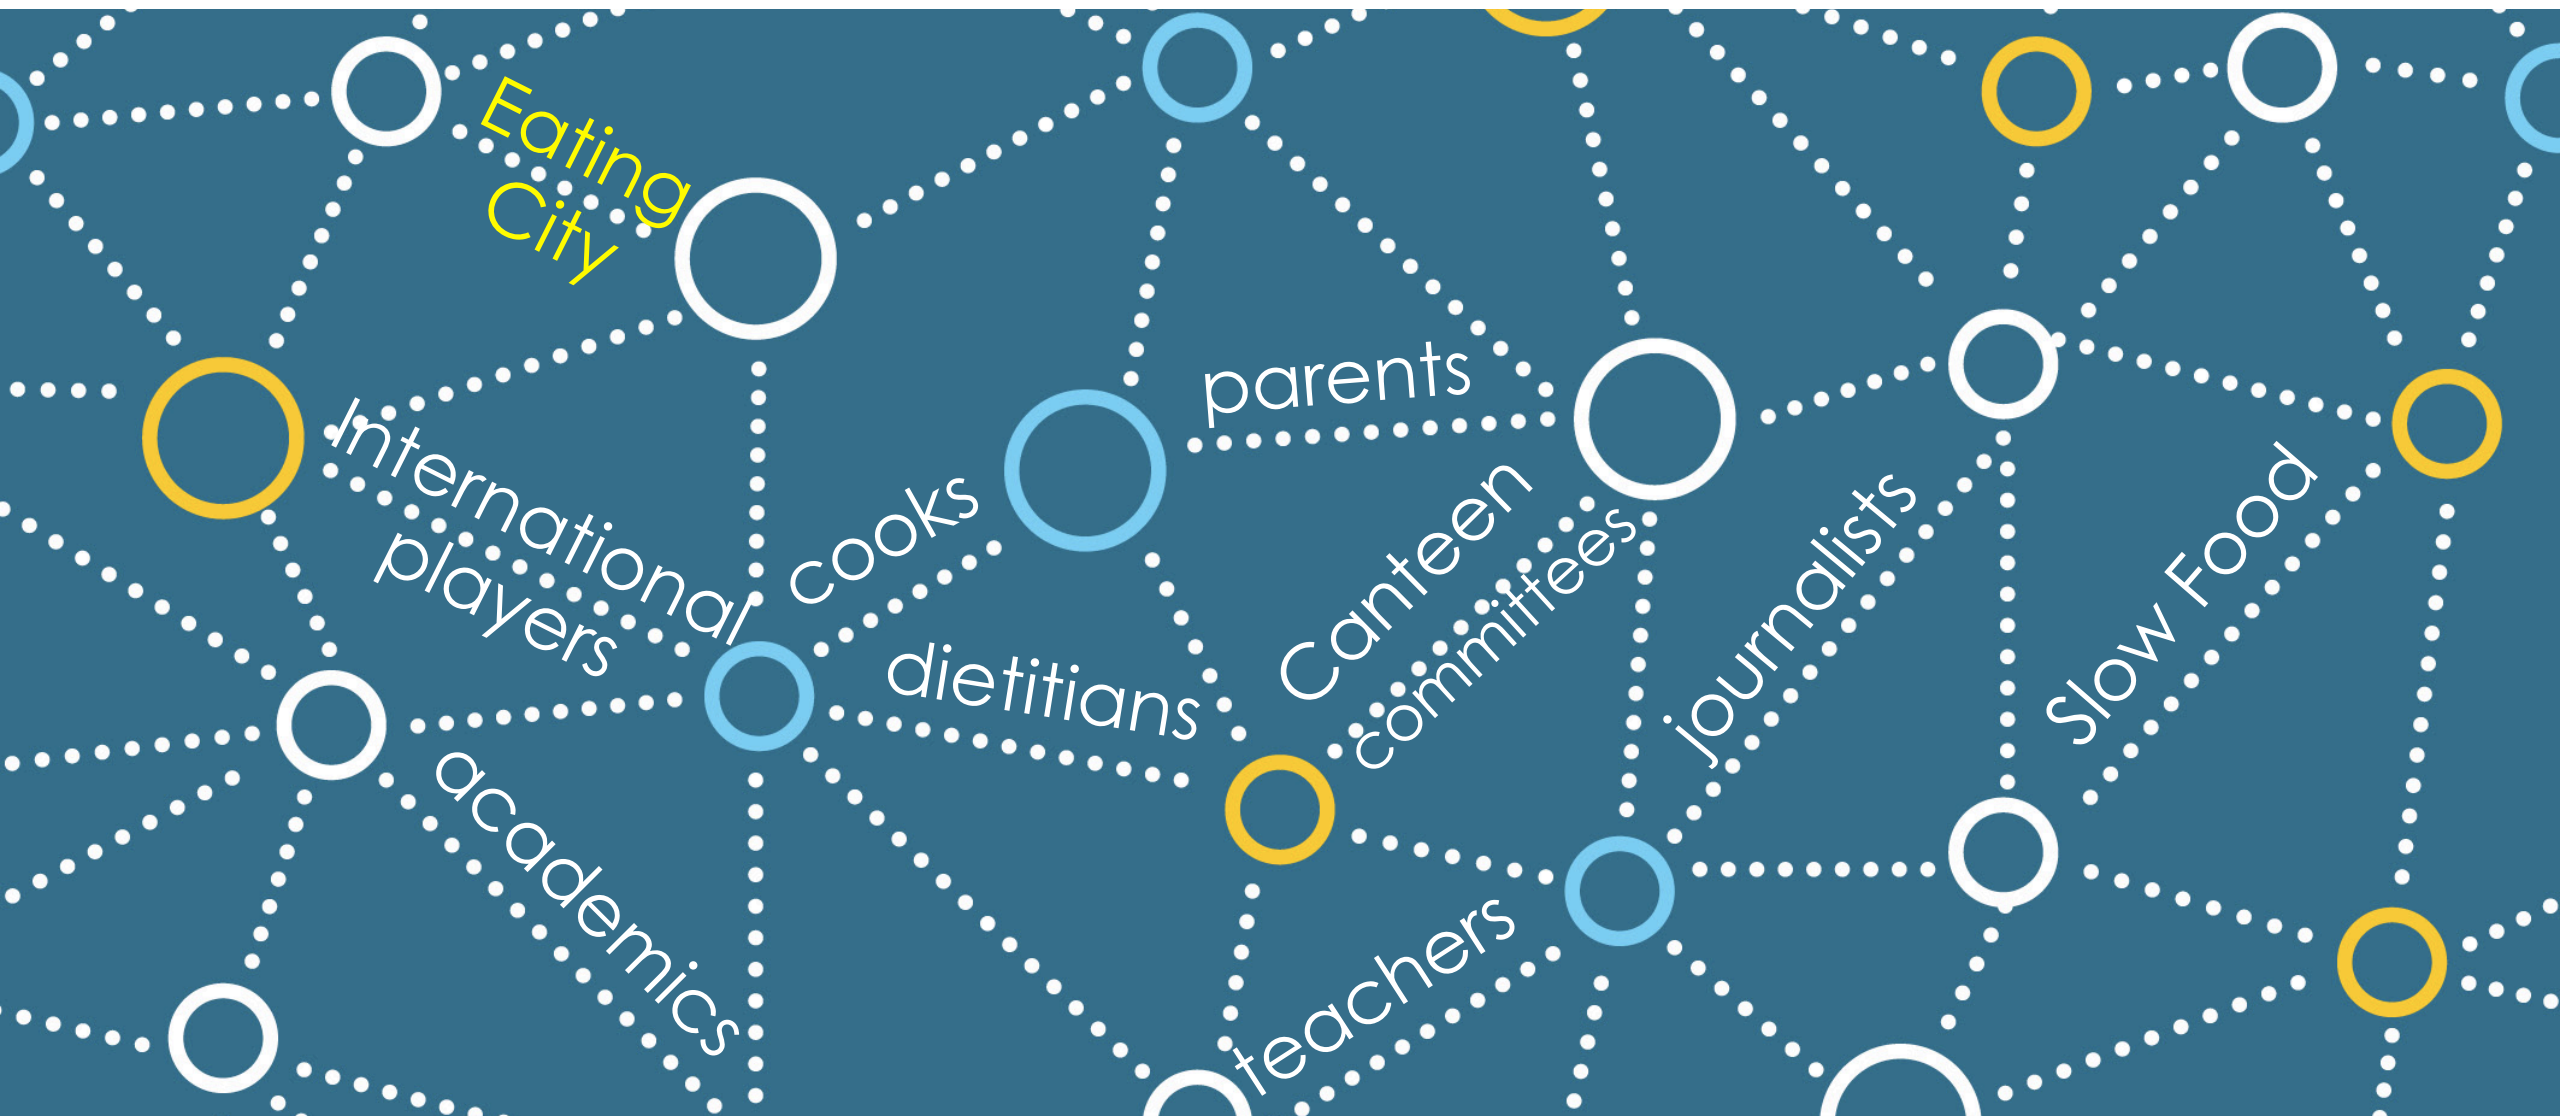 Eating
City
International
players
cooks
parents
dietitians
Canteen
committees
journalists
Slow Food
academics
teachers